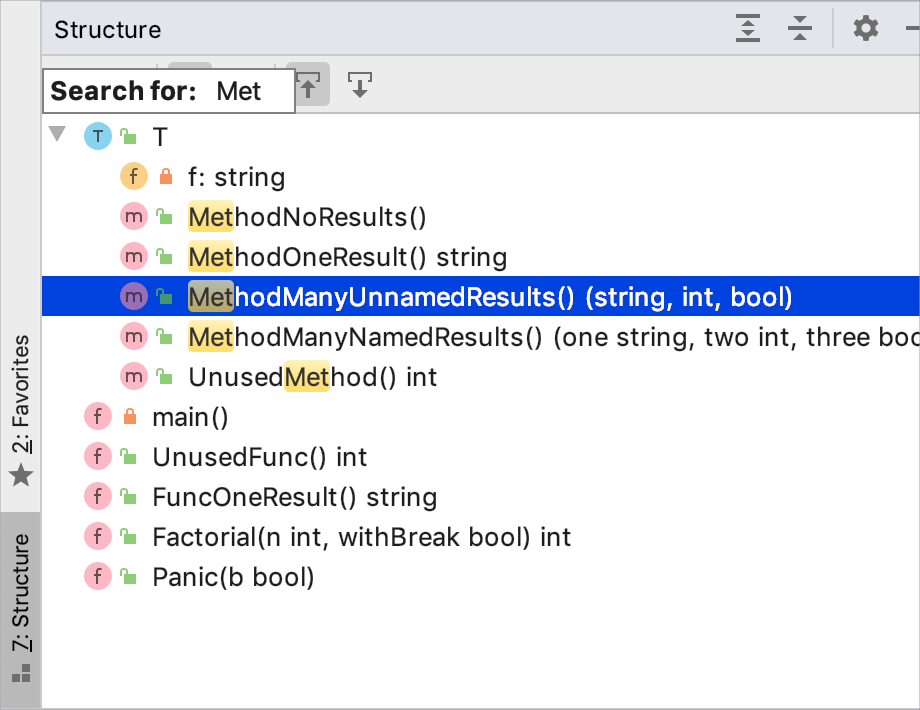 Structure
Search for: Met
T T
f f: string
m MethodNoResults()
m MethodOneResult() string
m MethodManyUnnamedResults() (string, int, bool)
m MethodManyNamedResults() (one string, two int, three boo
m UnusedMethod() int
f main()
f UnusedFunc() int
f FuncOneResult() string
f Factorial(n int, withBreak bool) int
f Panic(b bool)
2: Favorites
7: Structure